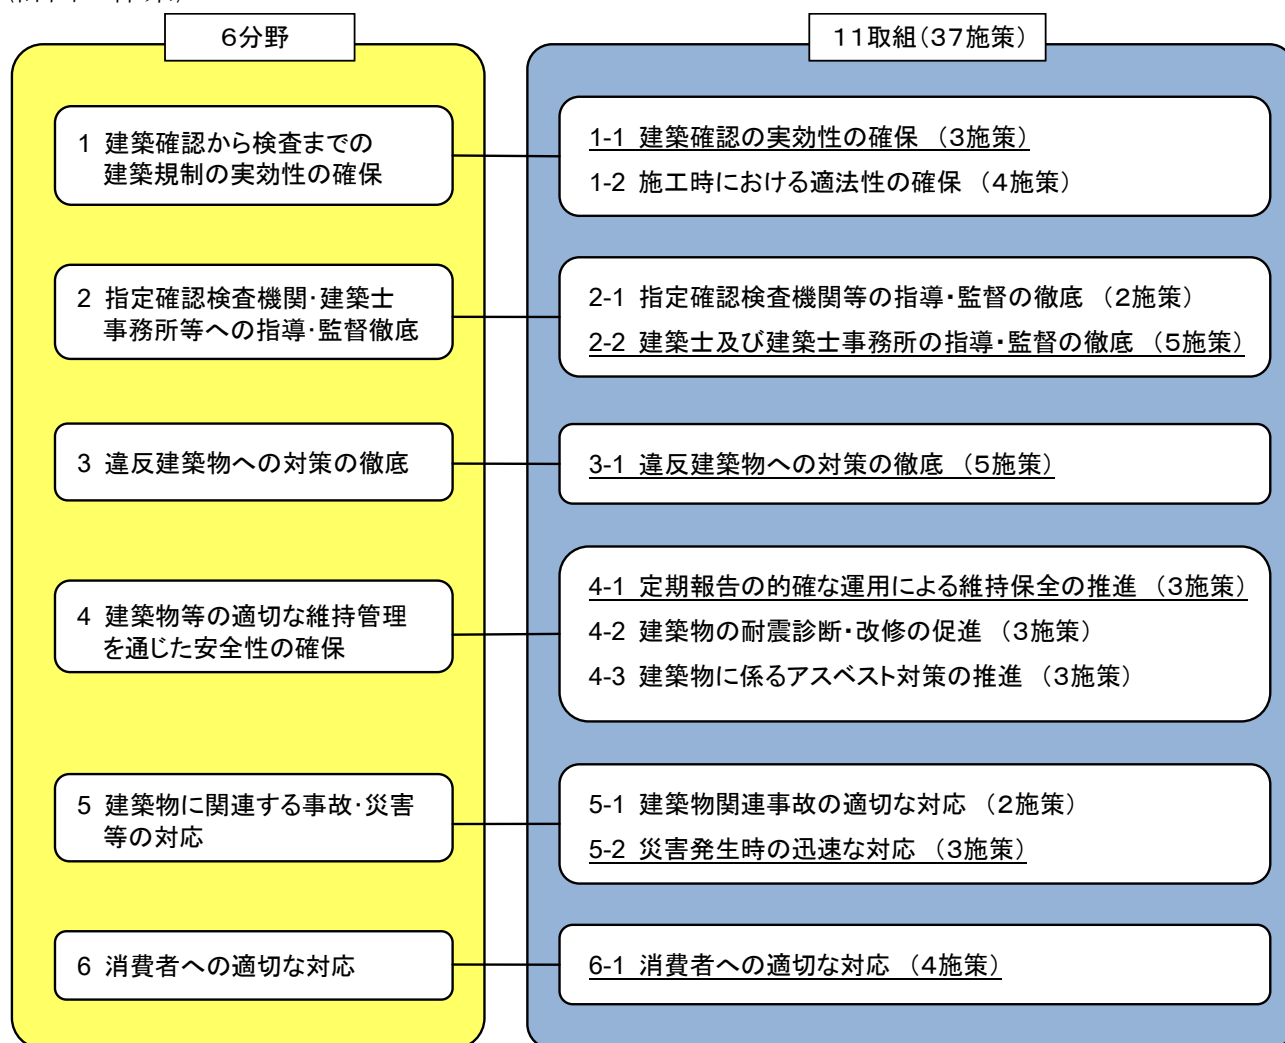 6分野
11取組(37施策)
1 建築確認から検査までの
建築規制の実効性の確保
1-1 建築確認の実効性の確保 (3施策)
1-2 施工時における適法性の確保 (4施策)
2 指定確認検査機関・建築士
事務所等への指導・監督徹底
2-1 指定確認検査機関等の指導・監督の徹底 (2施策)
2-2 建築士及び建築士事務所の指導・監督の徹底 (5施策)
3 違反建築物への対策の徹底
3-1 違反建築物への対策の徹底 (5施策)
4 建築物等の適切な維持管理
を通じた安全性の確保
4-1 定期報告の的確な運用による維持保全の推進 (3施策)
4-2 建築物の耐震診断・改修の促進 (3施策)
4-3 建築物に係るアスベスト対策の推進 (3施策)
5 建築物に関連する事故・災害
等の対応
5-1 建築物関連事故の適切な対応 (2施策)
5-2 災害発生時の迅速な対応 (3施策)
6 消費者への適切な対応
6-1 消費者への適切な対応 (4施策)